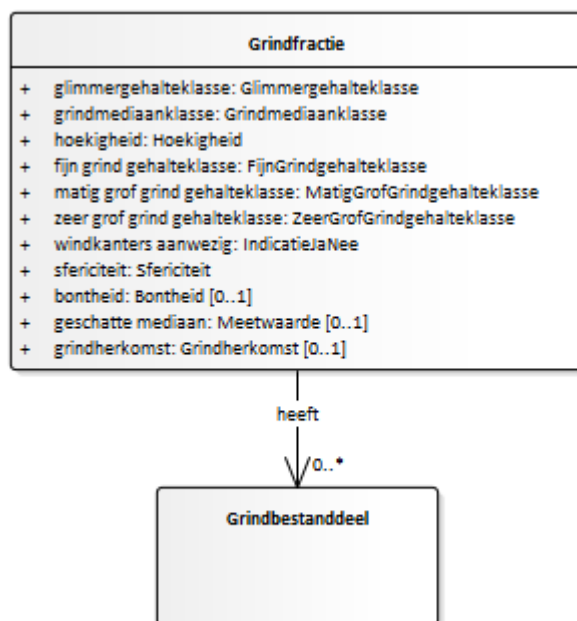 Grindfractie
+ glimmergehalteklasse: Glimmergehalteklasse
+ grindmediaanklasse: Grindmediaanklasse
+ hoekigheid: Hoekigheid
+ fijn grind gehalteklasse: FijnGrindgehalteklasse
+ matig grof grind gehalteklasse: MatigGrofGrindgehalteklasse
+ zeer grof grind gehalteklasse: ZeerGrofGrindgehalteklasse
+ windkanters aanwezig: IndicatieJaNee
+ sfericiteit: Sfericiteit
+ bontheid: Bontheid [0..1]
+ geschatte mediaan: Meetwaarde [0..1]
+ grindherkomst: Grindherkomst [0..1]
heeft
0..*
Grindbestanddeel